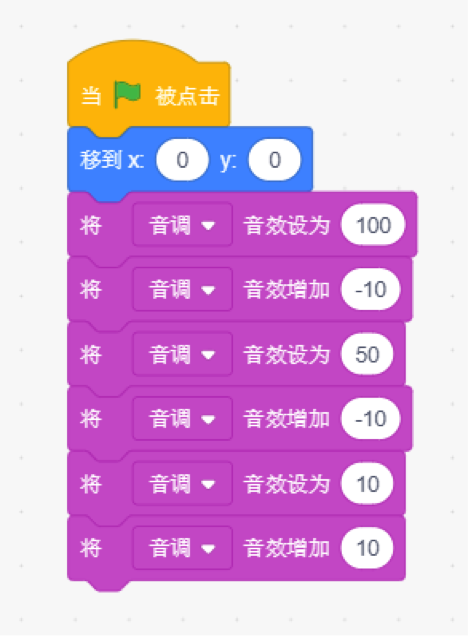 当 被点击
移到 x: 0 y: 0
将 音调 音效设为 100
将 音调 音效增加 -10
将 音调 音效设为 50
将 音调 音效增加 -10
将 音调 音效设为 10
将 音调 音效增加 10